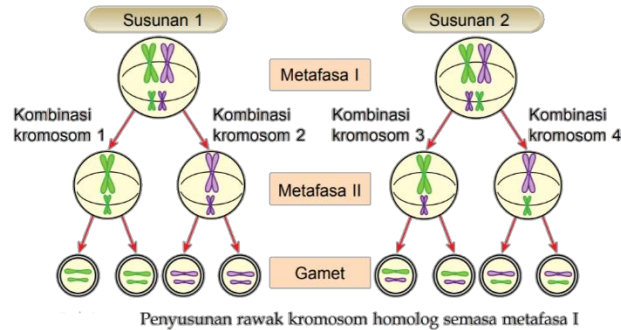 Susunan 1
Susunan 2
Metafasa I
Kombinasi
kromosom 1
Kombinasi
kromosom 2
Kombinasi
kromosom 3
Kombinasi
kromosom 4
Metafasa II
Gamet
Penyusunan rawak kromosom homolog semasa metafasa I